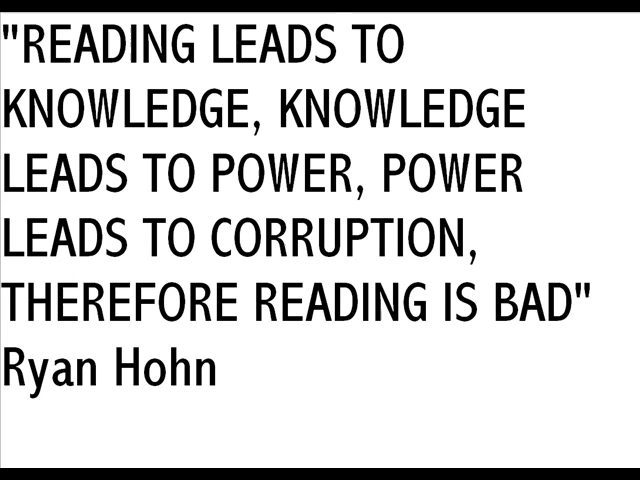 "READING LEADS TO
KNOWLEDGE, KNOWLEDGE
LEADS TO POWER, POWER
LEADS TO CORRUPTION,
THEREFORE READING IS BAD"
Ryan Hohn